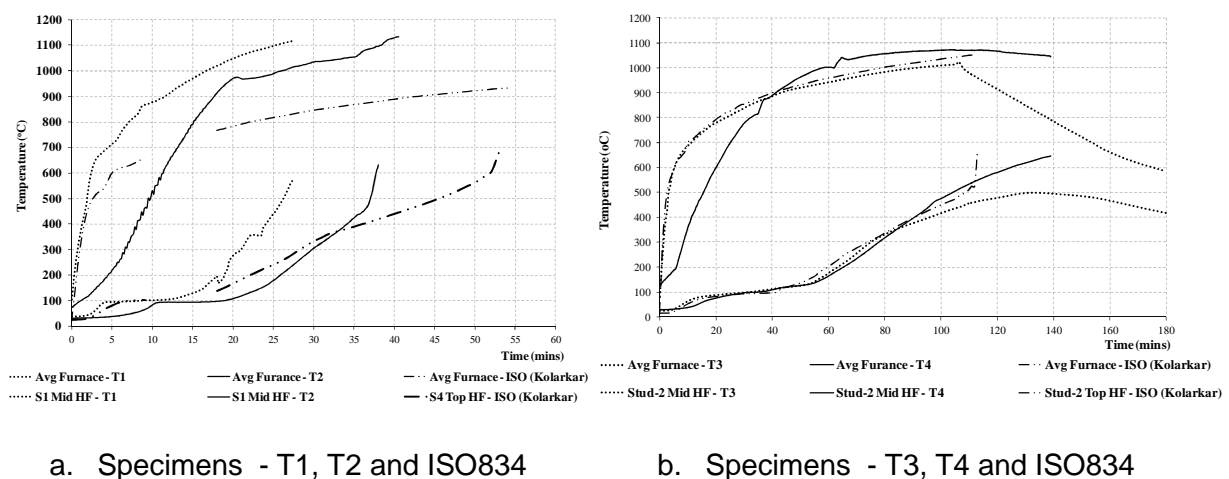 1200
1100
1000
900
800
700
600
500
400
300
200
100
0
Temperature (°C)
0 5 10 15 20 25 30 35 40 45 50 55 60
Time (mins)
Avg Furnace - T1 Avg Furance - T2 Avg Furnace - ISO (Kolarkar)
S1 Mid HF - T1 S1 Mid HF - T2 S4 Top HF - ISO (Kolarkar)
a. Specimens - T1, T2 and ISO834
1200
1100
1000
900
800
700
600
500
400
300
200
100
0
Temperature (oC)
0 20 40 60 80 100 120 140 160 180
Time (mins)
Avg Furnace - T3 Avg Furance - T4 Avg Furnace - ISO (Kolarkar)
Stud-2 Mid HF - T3 Stud-2 Mid HF - T4 Stud-2 Top HF - ISO (Kolarkar)
b. Specimens - T3, T4 and ISO834